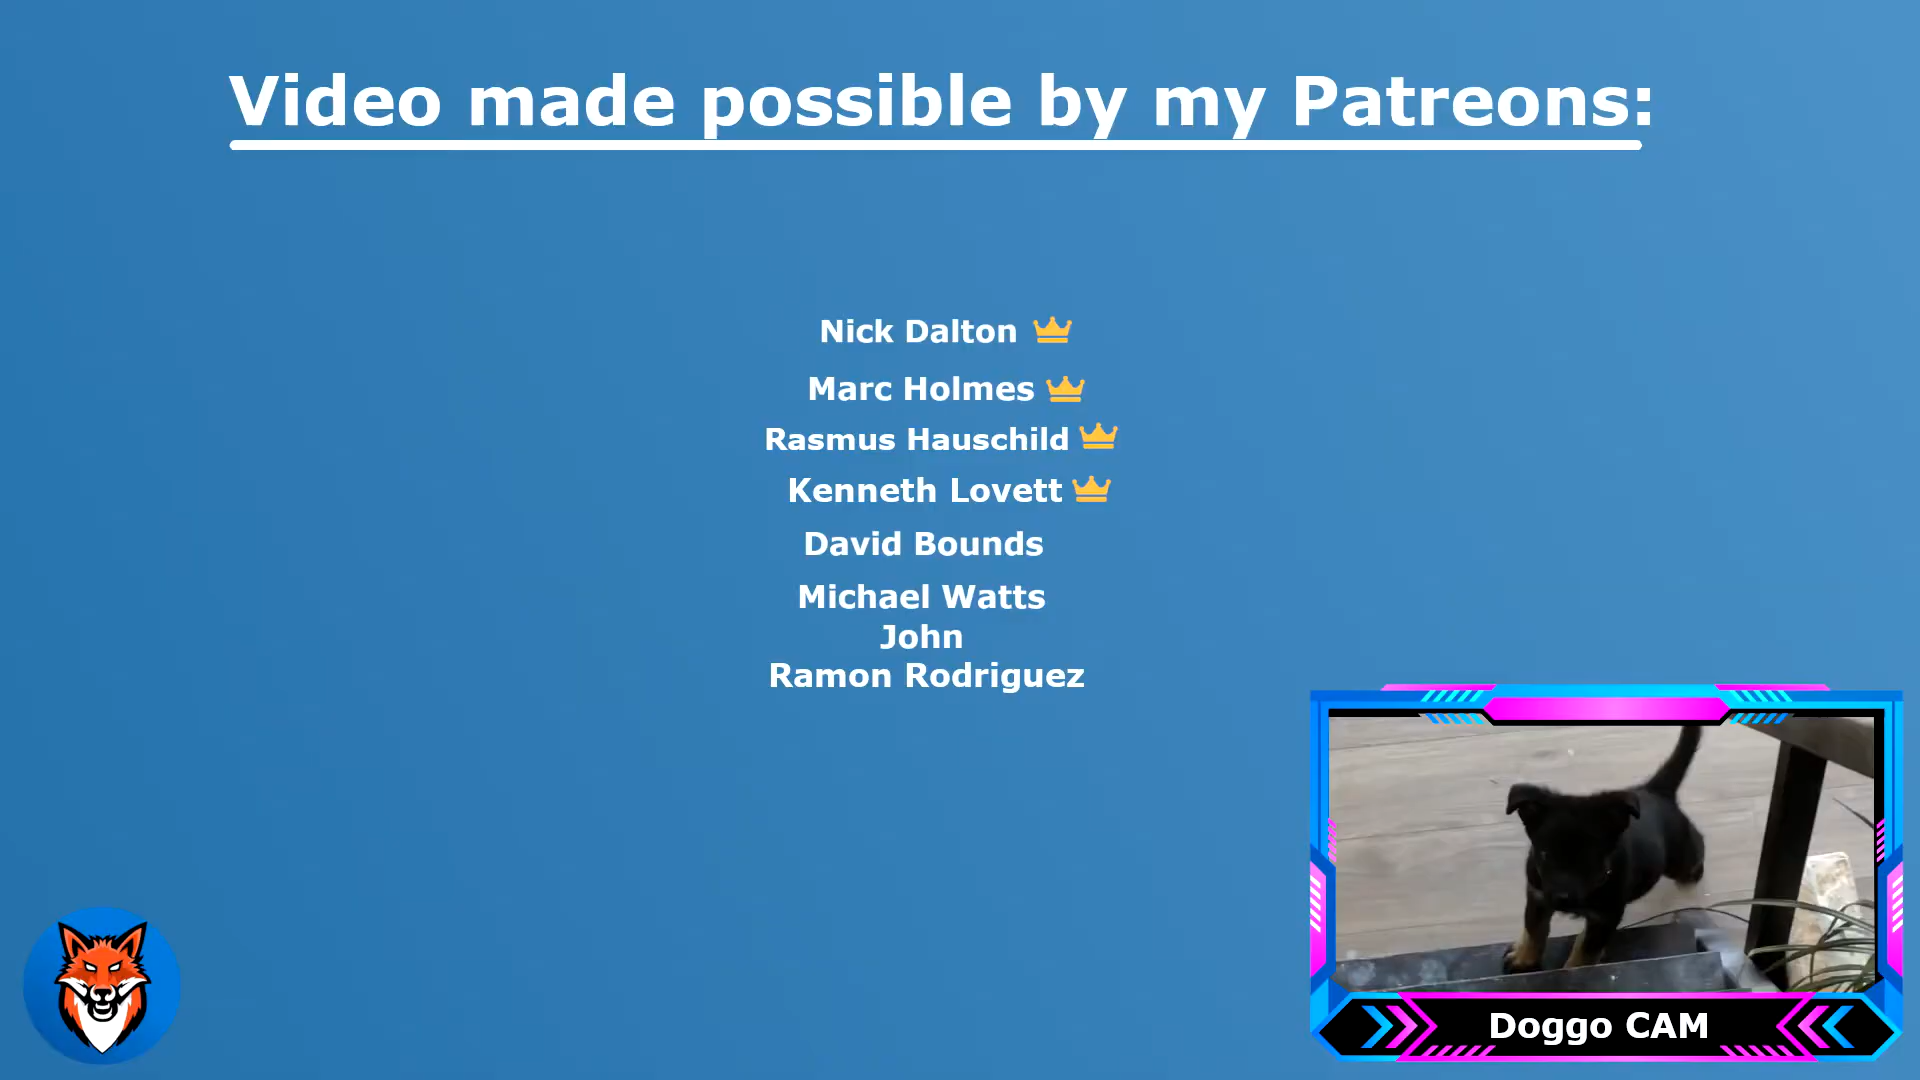 Video made possible by my Patreons:
Nick Dalton
Marc Holmes
Rasmus Hauschild
Kenneth Lovett
David Bounds
Michael Watts
John
Ramon Rodriguez
Doggo CAM